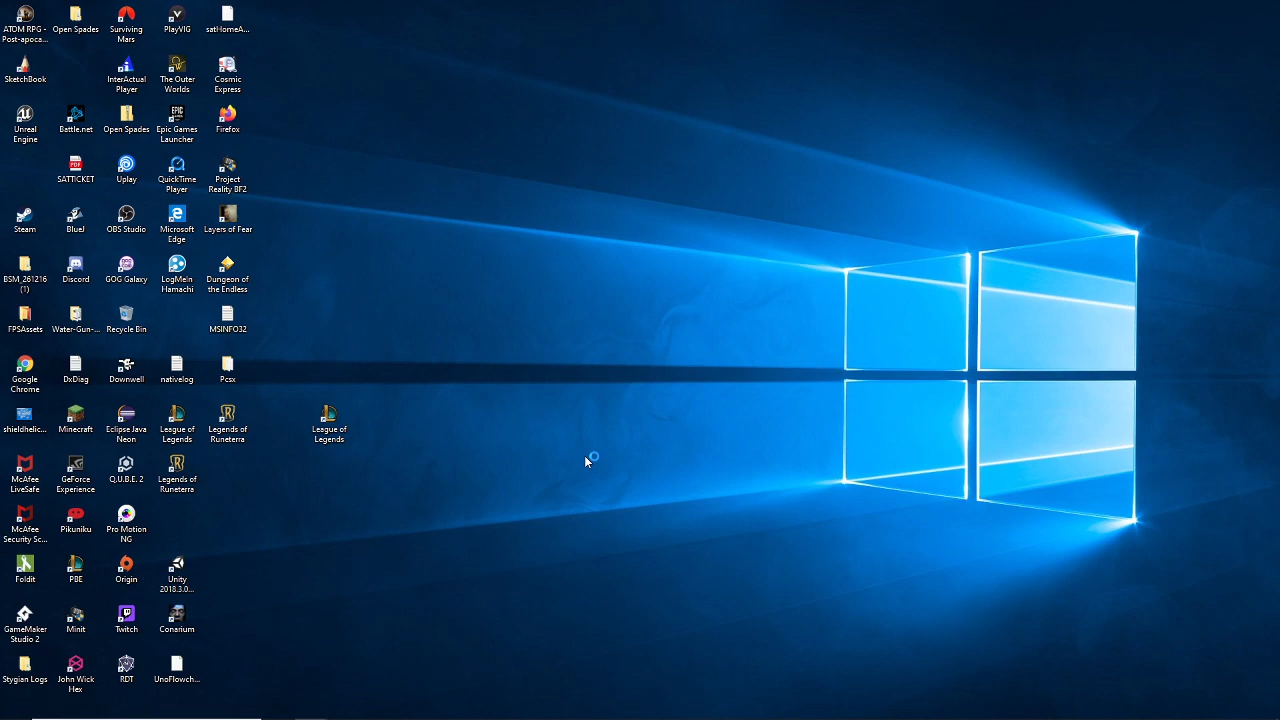 ATOM RPG -
Post-apoca...
Open Spades
Surviving
Mars
PlayVIG
satHomeA...
SketchBook
InterActual
Player
The Outer
Worlds
Cosmic
Express
Unreal
Engine
Battle.net
Open Spades
Epic Games
Launcher
Firefox
SATTICKET
Uplay
QuickTime
Player
Project
Reality BF2
Steam
BlueJ
OBS Studio
Microsoft
Edge
Layers of Fear
BSM_261216
(1)
Discord
GOG Galaxy
LogMeIn
Hamachi
Dungeon of
the Endless
FPSAssets
Water-Gun-...
Recycle Bin
MSINFO32
Google
Chrome
DxDiag
Downwell
nativelog
Pcsx
shieldhelic...
Minecraft
Eclipse Java
Neon
League of
Legends
Legends of
Runeterra
League of
Legends
McAfee
LiveSafe
GeForce
Experience
Q.U.B.E. 2
Legends of
Runeterra
McAfee
Security Sc...
Pikuniku
Pro Motion
NG
Foldit
PBE
Origin
Unity
2018.3.0...
GameMaker
Studio 2
Minit
Twitch
Conarium
Stygian Logs
John Wick
Hex
RDT
UnoFlowch...